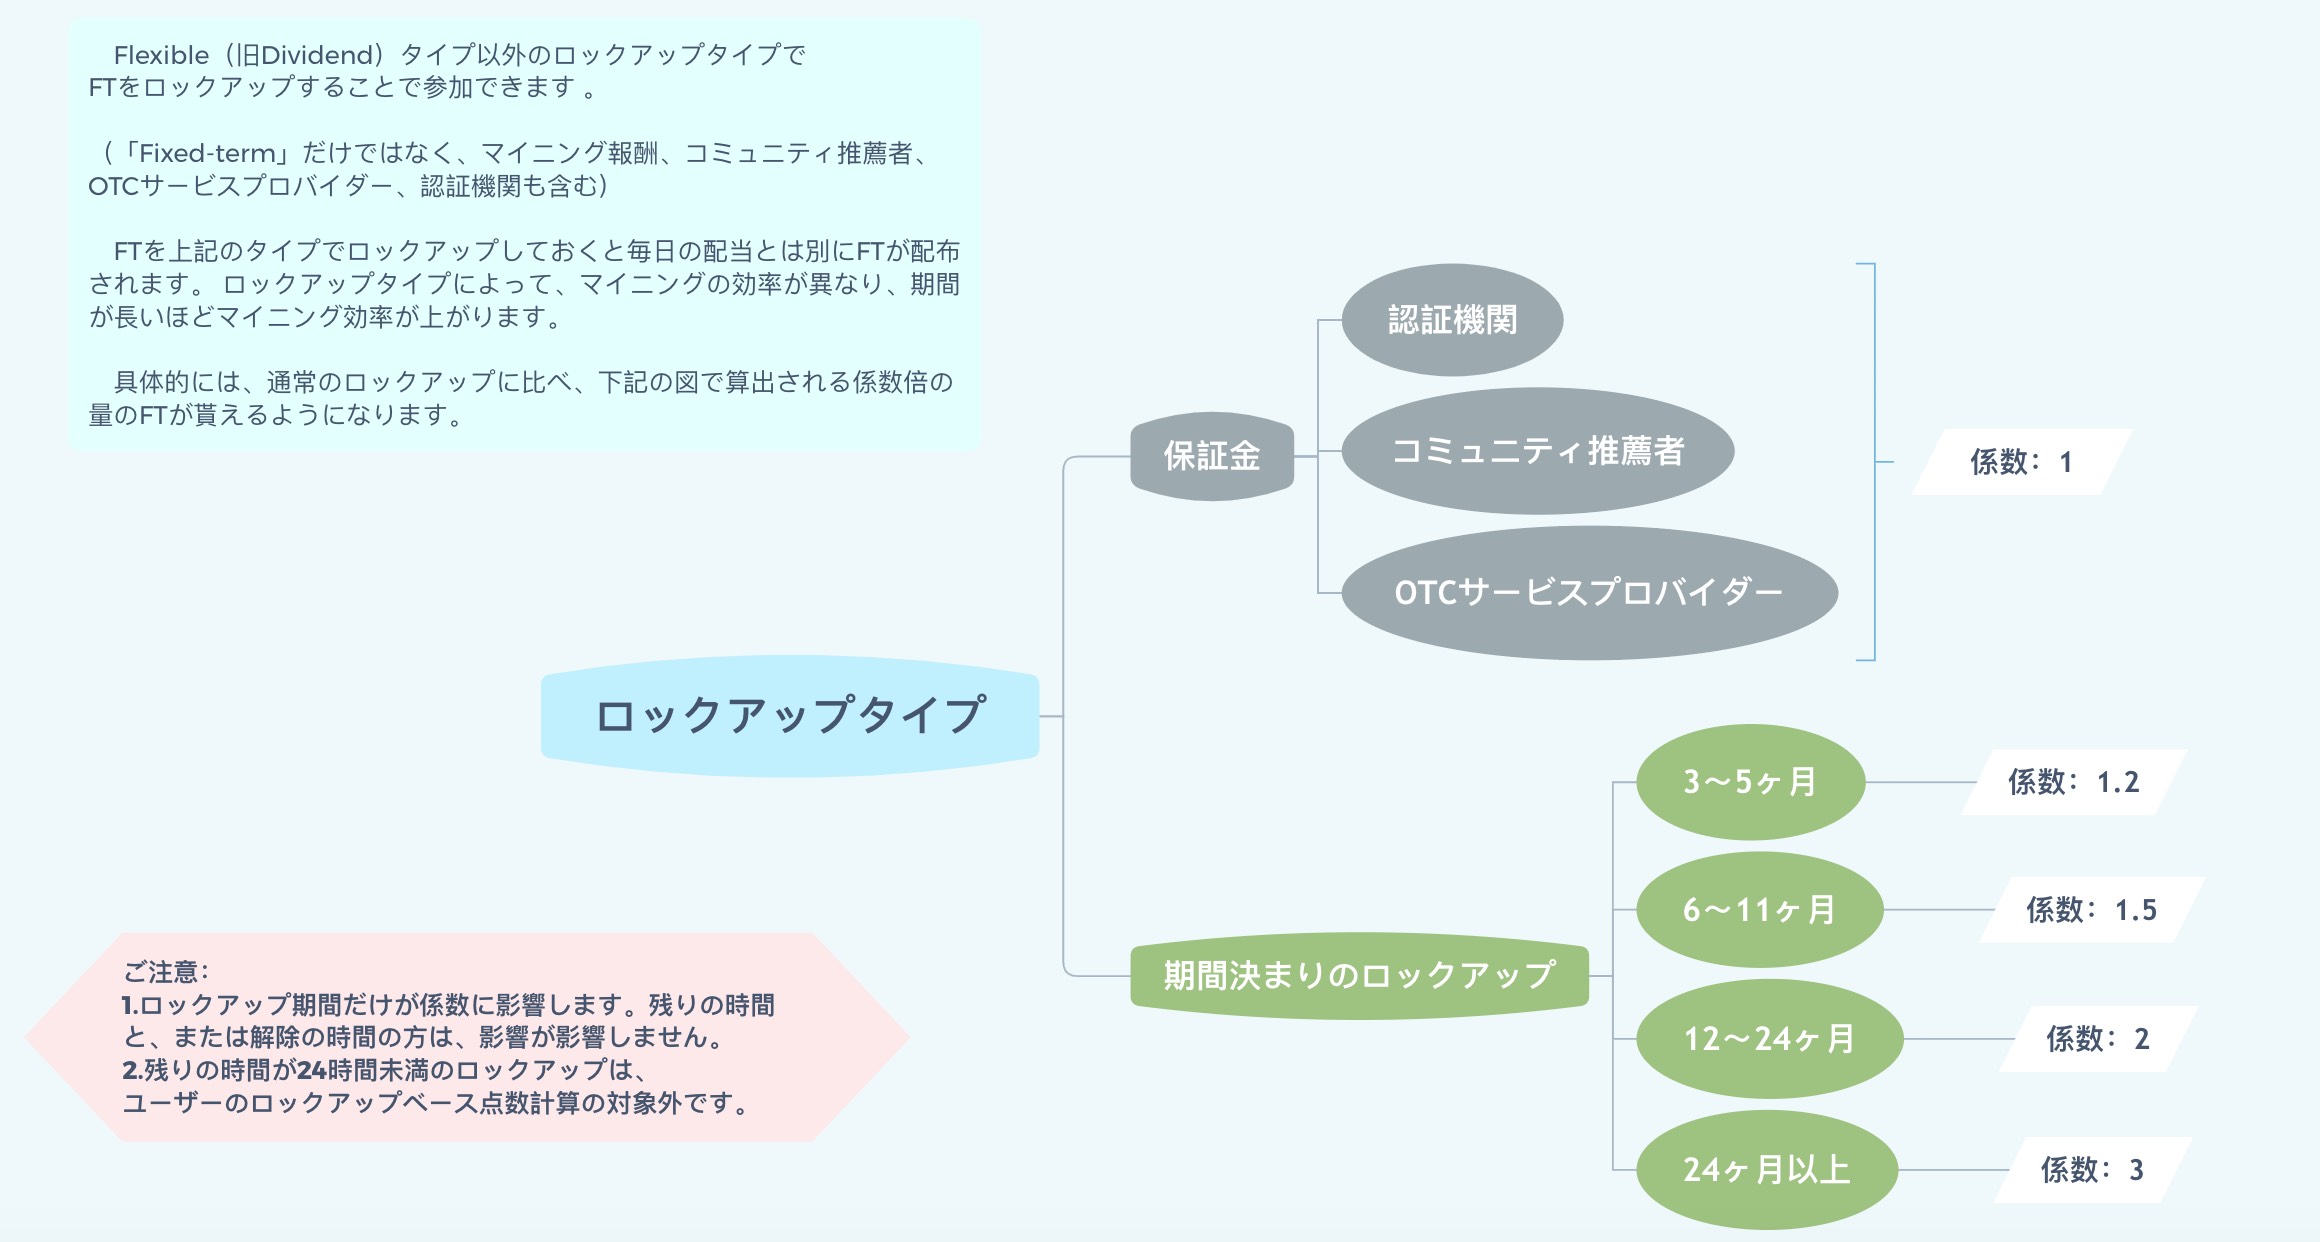 Flexible（旧Dividend）タイプ以外のロックアップタイプで
FTをロックアップすることで参加できます 。
（「Fixed-term」だけではなく、マイニング報酬、コミュニティ推薦者、
OTCサービスプロバイダー、認証機関も含む）
FTを上記のタイプでロックアップしておくと毎日の配当とは別にFTが配布
されます。 ロックアップタイプによって、マイニングの効率が異なり、期間
が長いほどマイニング効率が上がります。
具体的には、通常のロックアップに比べ、下記の図で算出される係数倍の
量のFTが貰えるようになります。
ロックアップタイプ
保証金
認証機関
コミュニティ推薦者
OTCサービスプロバイダー
係数：1
期間決まりのロックアップ
3～5ヶ月
係数：1.2
6～11ヶ月
係数：1.5
12～24ヶ月
係数：2
24ヶ月以上
係数：3
ご注意：
1.ロックアップ期間だけが係数に影響します。残りの時間
と、または解除の時間の方は、影響が影響しません。
2.残りの時間が24時間未満のロックアップは、
ユーザーのロックアップベース点数計算の対象外です。